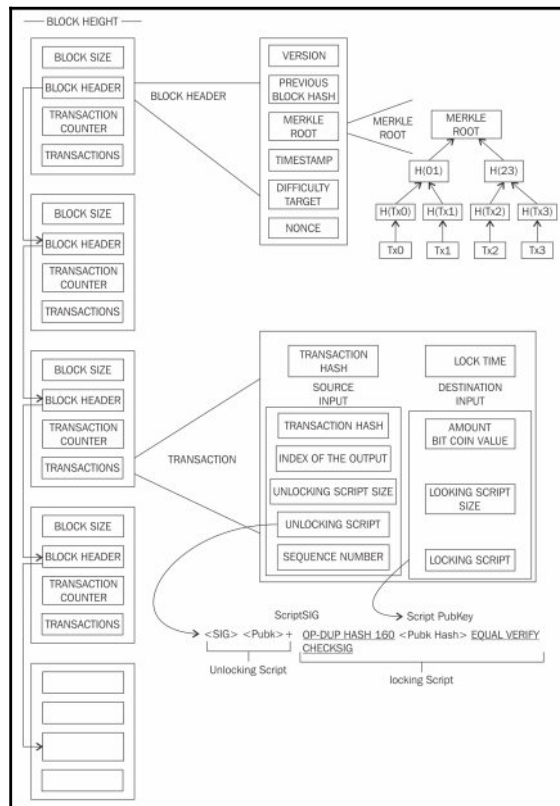 BLOCK HEIGHT
BLOCK SIZE
BLOCK HEADER
TRANSACTION
COUNTER
TRANSACTIONS
BLOCK SIZE
BLOCK HEADER
TRANSACTION
COUNTER
TRANSACTIONS
BLOCK SIZE
BLOCK HEADER
TRANSACTION
COUNTER
TRANSACTIONS
BLOCK SIZE
BLOCK HEADER
TRANSACTION
COUNTER
TRANSACTIONS
BLOCK HEADER
VERSION
PREVIOUS
BLOCK HASH
MERKLE
ROOT
TIMESTAMP
DIFFICULTY
TARGET
NONCE
MERKLE
ROOT
MERKLE
ROOT
H(01)
H(23)
H(Tx0)
H(Tx1)
H(Tx2)
H(Tx3)
Tx0
Tx1
Tx2
Tx3
TRANSACTION
TRANSACTION
HASH
LOCK TIME
SOURCE
INPUT
DESTINATION
INPUT
TRANSACTION HASH
INDEX OF THE OUTPUT
UNLOCKING SCRIPT SIZE
UNLOCKING SCRIPT
SEQUENCE NUMBER
AMOUNT
BIT COIN VALUE
LOOKING SCRIPT
SIZE
LOCKING SCRIPT
ScriptSIG
Script PubKey
<SIG> <Pubk> + OP-DUP HASH 160 <Pubk Hash> EQUAL VERIFY
CHECKSIG
Unlocking Script
locking Script